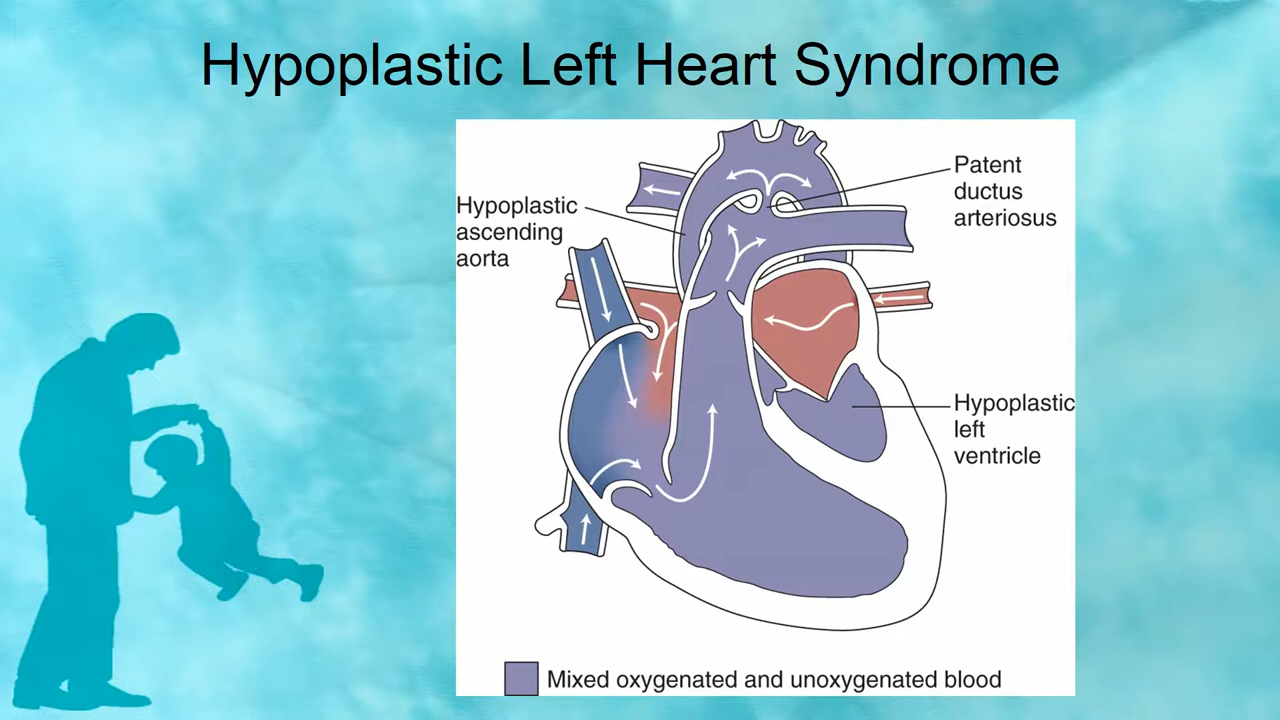 Hypoplastic Left Heart Syndrome
Patent
ductus
arteriosus
Hypoplastic
ascending
aorta
Hypoplastic
left
ventricle
Mixed oxygenated and unoxygenated blood